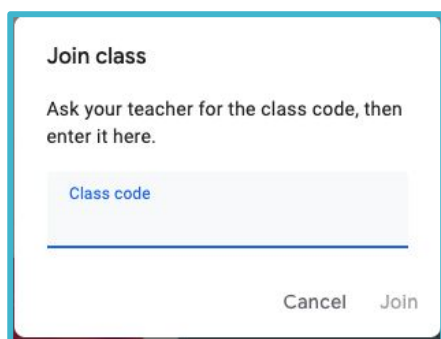 Join class
Ask your teacher for the class code, then
enter it here.
Class code
Cancel Join